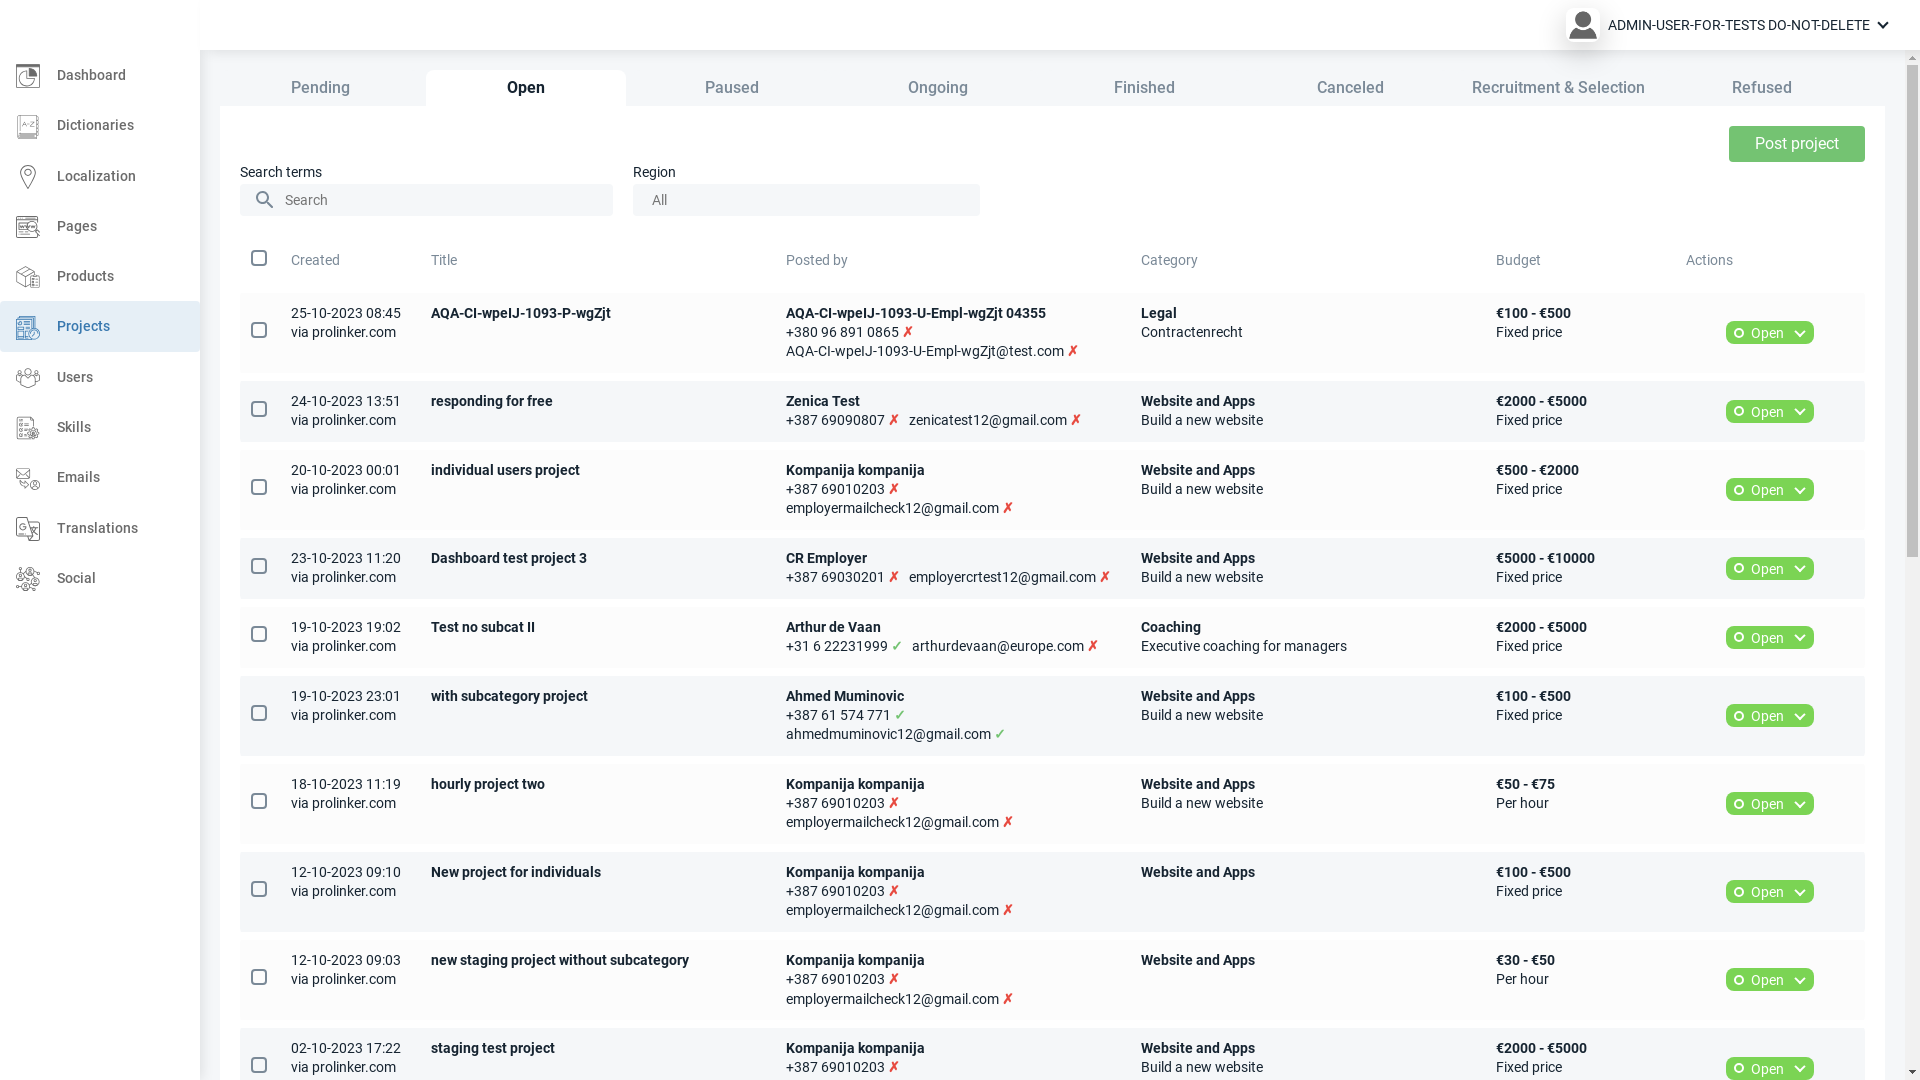 ADMIN-USER-FOR-TESTS DO-NOT-DELETE
Dashboard
Dictionaries
Localization
Pages
Products
Projects
Users
Skills
Emails
Translations
Social
Pending
Open
Paused
Ongoing
Finished
Canceled
Recruitment & Selection
Refused
Post project
Search terms
Region
Search
All
Created
Title
Posted by
Category
Budget
Actions
25-10-2023 08:45
via prolinker.com
AQA-CI-wpeIJ-1093-P-wgZjt
AQA-CI-wpeIJ-1093-U-Empl-wgZjt 04355
+380 96 891 0865 ✗
AQA-CI-wpeIJ-1093-U-Empl-wgZjt@test.com ✗
Legal
Contractenrecht
€100 - €500
Fixed price
Open
24-10-2023 13:51
via prolinker.com
responding for free
Zenica Test
+387 69090807 ✗ zenicatest12@gmail.com ✗
Website and Apps
Build a new website
€2000 - €5000
Fixed price
Open
20-10-2023 00:01
via prolinker.com
individual users project
Kompanija kompanija
+387 69010203 ✗
employermailcheck12@gmail.com ✗
Website and Apps
Build a new website
€500 - €2000
Fixed price
Open
23-10-2023 11:20
via prolinker.com
Dashboard test project 3
CR Employer
+387 69030201 ✗ employercrtest12@gmail.com ✗
Website and Apps
Build a new website
€5000 - €10000
Fixed price
Open
19-10-2023 19:02
via prolinker.com
Test no subcat II
Arthur de Vaan
+31 6 22231999 ✓ arthurdevaan@europe.com ✗
Coaching
Executive coaching for managers
€2000 - €5000
Fixed price
Open
19-10-2023 23:01
via prolinker.com
with subcategory project
Ahmed Muminovic
+387 61 574 771 ✓
ahmedmuminovic12@gmail.com ✓
Website and Apps
Build a new website
€100 - €500
Fixed price
Open
18-10-2023 11:19
via prolinker.com
hourly project two
Kompanija kompanija
+387 69010203 ✗
employermailcheck12@gmail.com ✗
Website and Apps
Build a new website
€50 - €75
Per hour
Open
12-10-2023 09:10
via prolinker.com
New project for individuals
Kompanija kompanija
+387 69010203 ✗
employermailcheck12@gmail.com ✗
Website and Apps
€100 - €500
Fixed price
Open
12-10-2023 09:03
via prolinker.com
new staging project without subcategory
Kompanija kompanija
+387 69010203 ✗
employermailcheck12@gmail.com ✗
Website and Apps
€30 - €50
Per hour
Open
02-10-2023 17:22
via prolinker.com
staging test project
Kompanija kompanija
+387 69010203 ✗
Website and Apps
Build a new website
€2000 - €5000
Fixed price
Open